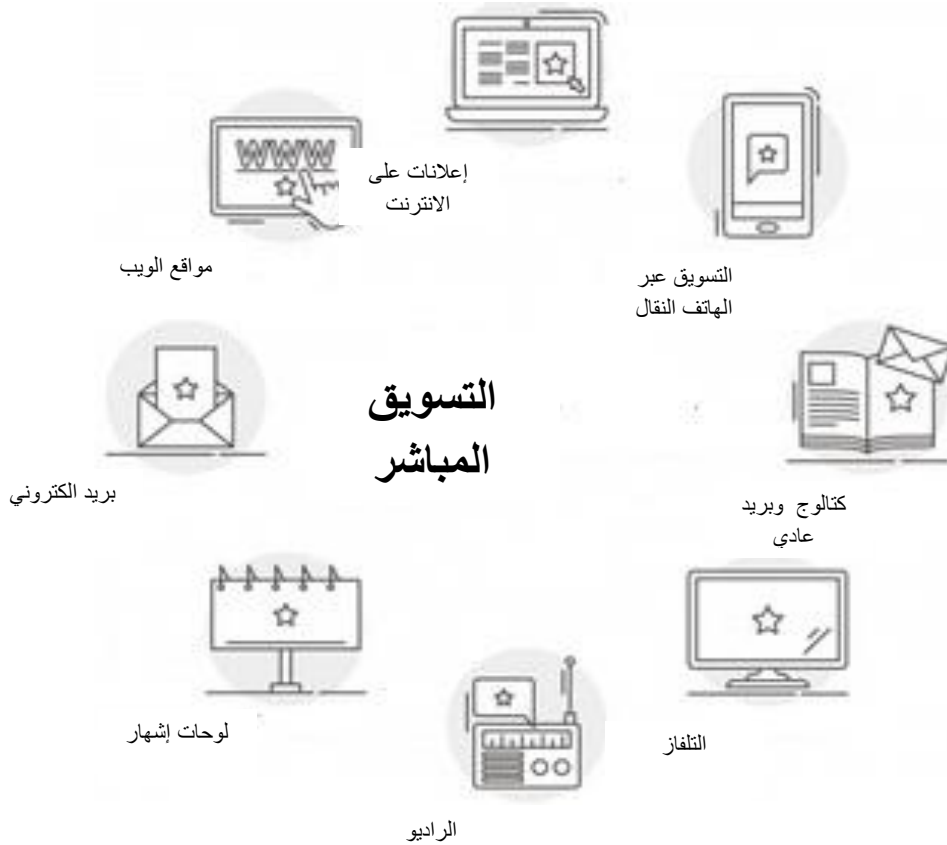 WWW
إعلانات على
الانترنت
مواقع الويب
التسويق عبر
الهاتف النقال
التسويق
المباشر
بريد الكتروني
كتالوج وبريد
عادي
لوحات إشهار
التلفاز
الراديو